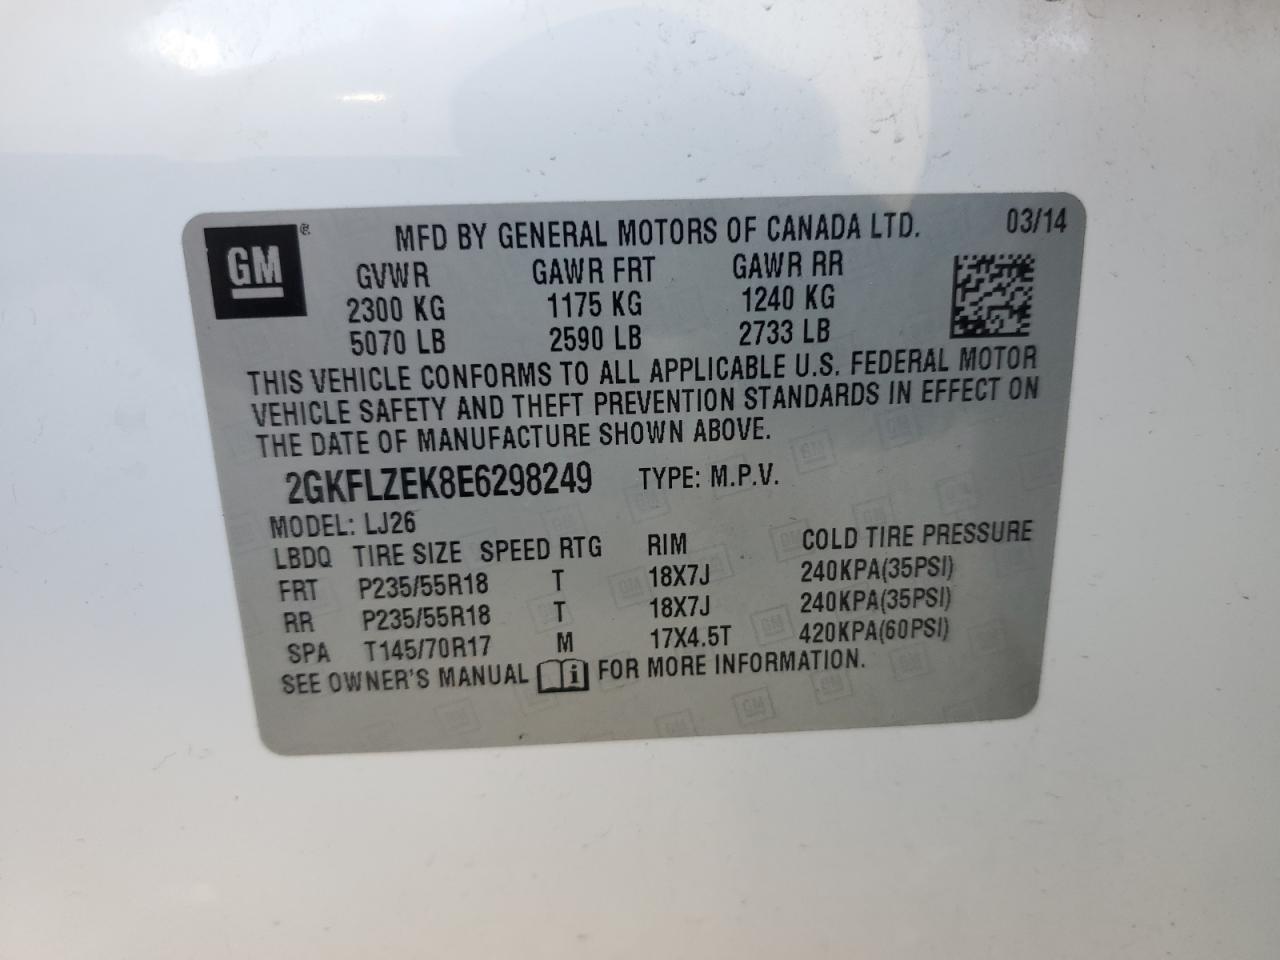 GM® MFD BY GENERAL MOTORS OF CANADA LTD. 03/14
GVWR GAWR FRT GAWR RR
2300 KG 1175 KG 1240 KG
5070 LB 2590 LB 2733 LB
THIS VEHICLE CONFORMS TO ALL APPLICABLE U.S. FEDERAL MOTOR
VEHICLE SAFETY AND THEFT PREVENTION STANDARDS IN EFFECT ON
THE DATE OF MANUFACTURE SHOWN ABOVE.
2GKFLZEK8E6298249 TYPE: M.P.V.
MODEL: LJ26
LBDQ TIRE SIZE SPEED RTG RIM COLD TIRE PRESSURE
FRT P235/55R18 T 18X7J 240KPA(35PSI)
RR P235/55R18 T 18X7J 240KPA(35PSI)
SPA T145/70R17 M 17X4.5T 420KPA(60PSI)
SEE OWNER'S MANUAL i FOR MORE INFORMATION.